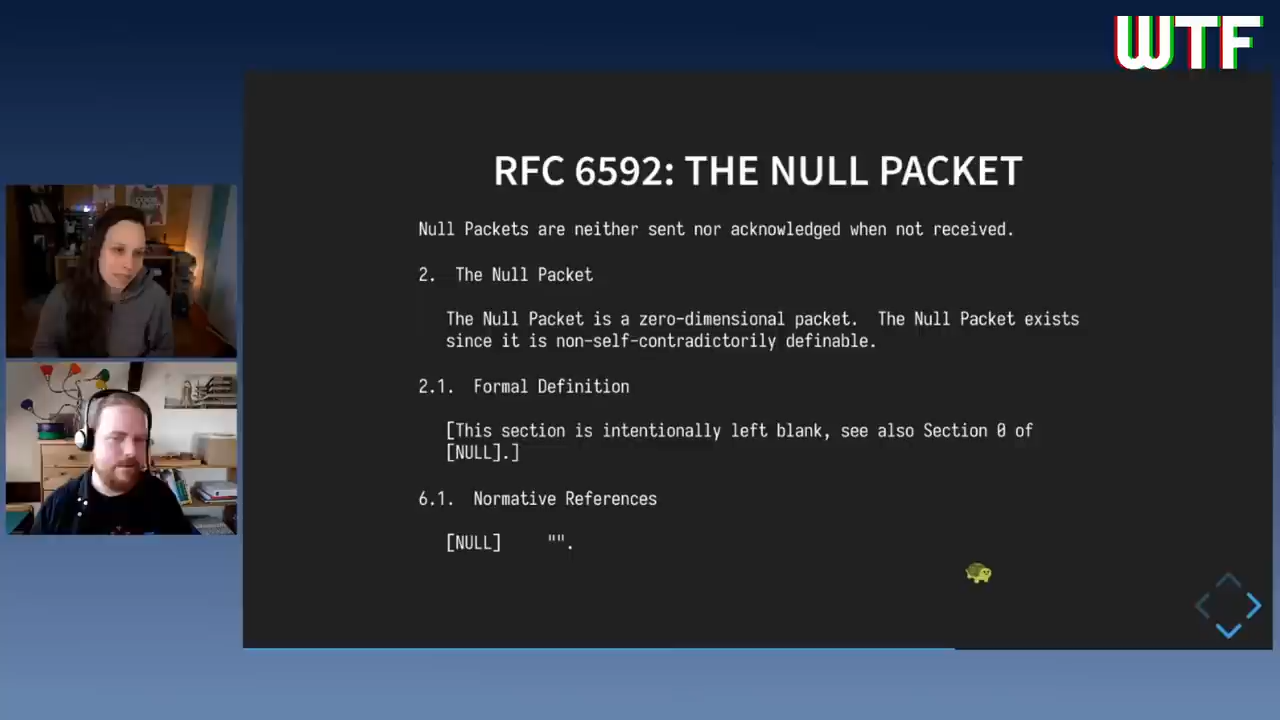 WTF
RFC 6592: THE NULL PACKET
Null Packets are neither sent nor acknowledged when not received.
2. The Null Packet
The Null Packet is a zero-dimensional packet. The Null Packet exists
since it is non-self-contradictorily definable.
2.1. Formal Definition
[This section is intentionally left blank, see also Section 0 of
[NULL].]
6.1. Normative References
[NULL] "".